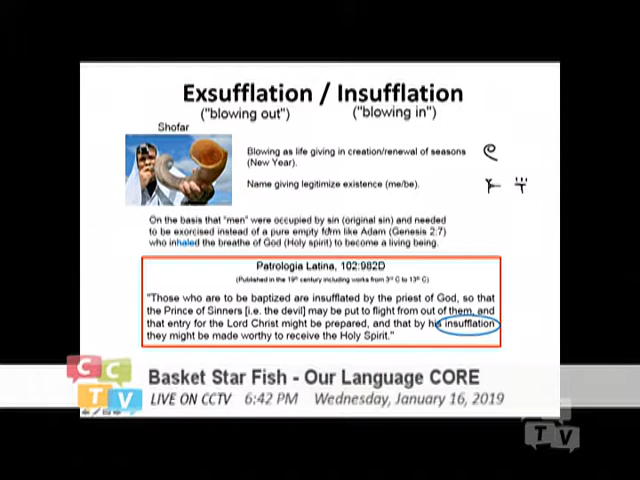 Exsufflation / Insufflation
("blowing out") ("blowing in")
Shofar
Blowing as life giving in creation/renewal of seasons
(New Year).
Name giving legitimize existence (me/be).
On the basis that "men" were occupied by sin (original sin) and needed
to be exorcised instead of a pure empty form like Adam (Genesis 2:7)
who inhaled the breathe of God (Holy spirit) to become a living being.
Patrologia Latina, 102:982D
(Published in the 19th century including works from 3rd C to 13th C)
"Those who are to be baptized are insufflated by the priest of God, so that
the Prince of Sinners [i.e. the devil] may be put to flight from out of them, and
that entry for the Lord Christ might be prepared, and that by his insufflation
they might be made worthy to receive the Holy Spirit."
CCTV
Basket Star Fish - Our Language CORE
LIVE ON CCTV 6:42 PM Wednesday, January 16, 2019
TV